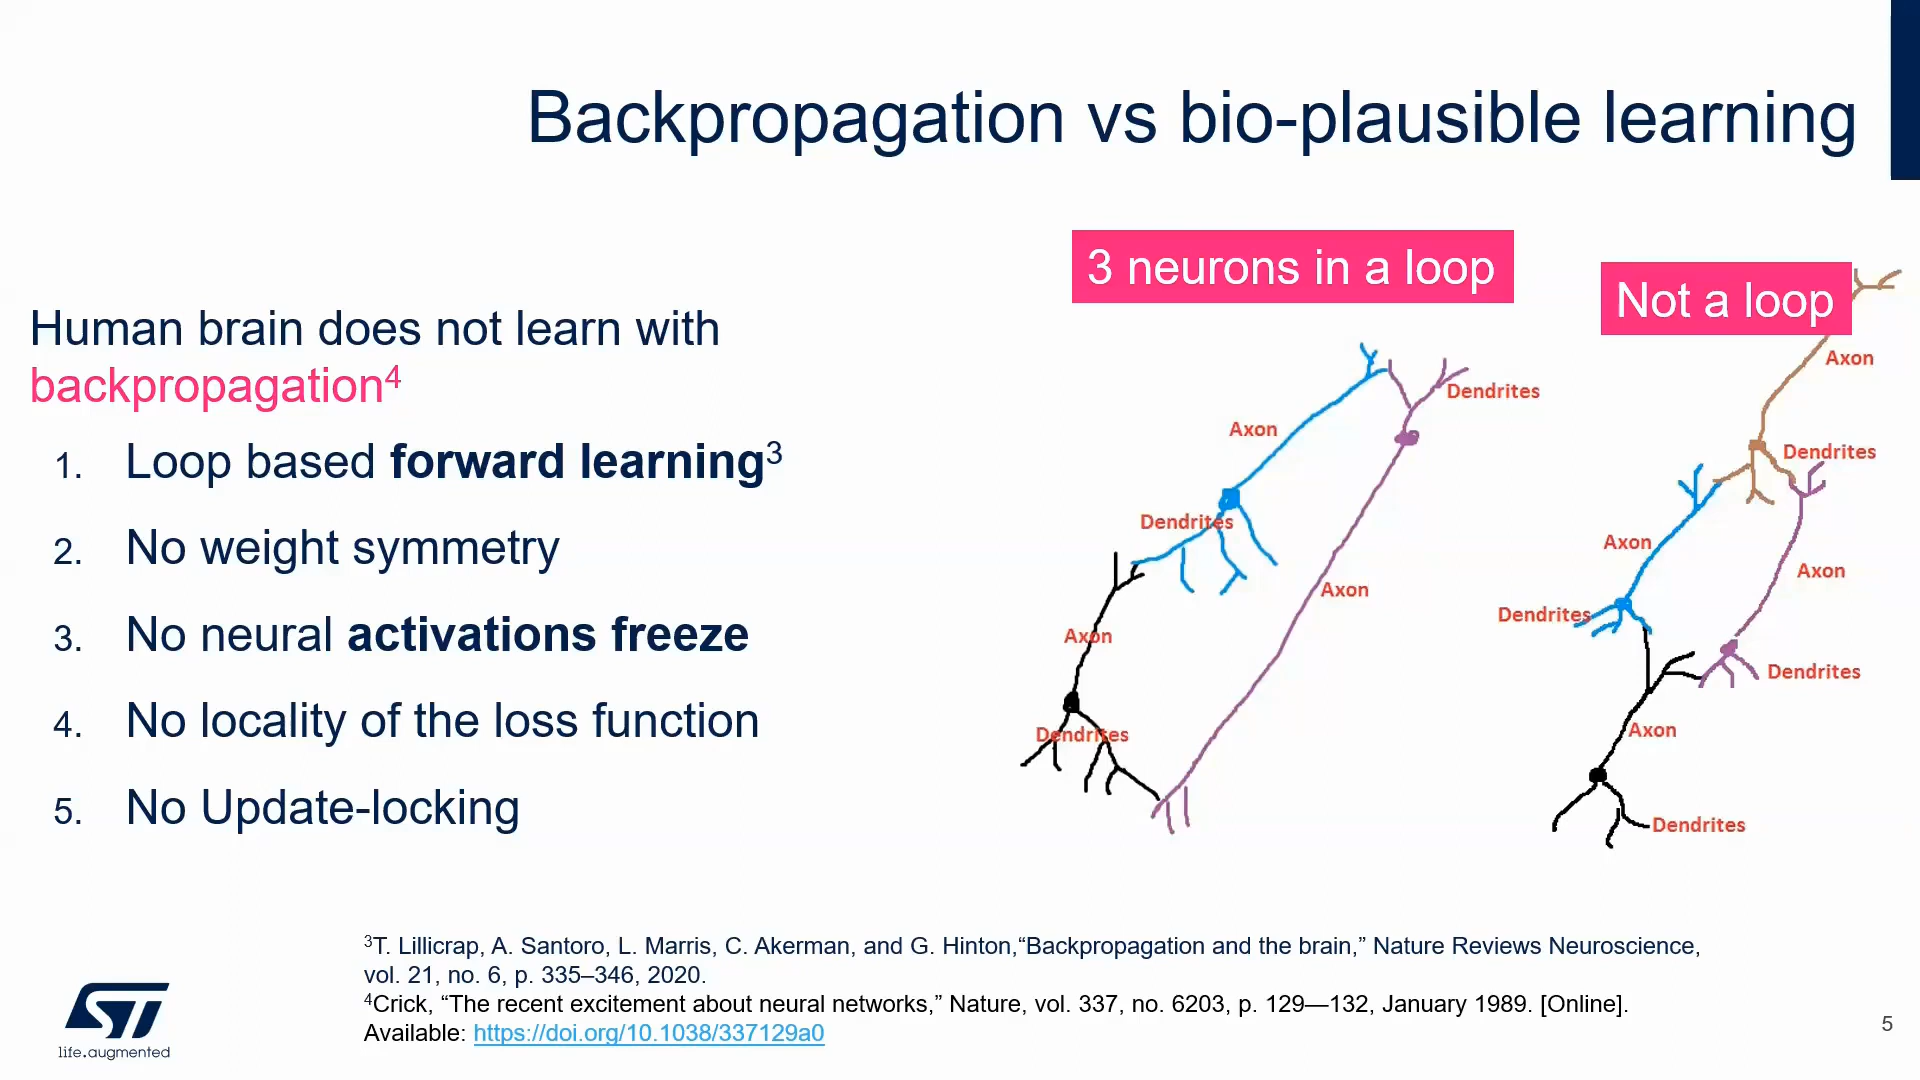 Backpropagation vs bio-plausible learning
Human brain does not learn with
backpropagation⁴
1. Loop based forward learning³
2. No weight symmetry
3. No neural activations freeze
4. No locality of the loss function
5. No Update-locking
3 neurons in a loop
Dendrites
Axon
Dendrites
Axon
Axon
Dendrites
Not a loop
Axon
Dendrites
Axon
Axon
Dendrites
Dendrites
Axon
Dendrites
³T. Lillicrap, A. Santoro, L. Marris, C. Akerman, and G. Hinton,“Backpropagation and the brain,” Nature Reviews Neuroscience,
vol. 21, no. 6, p. 335–346, 2020.
⁴Crick, “The recent excitement about neural networks,” Nature, vol. 337, no. 6203, p. 129—132, January 1989. [Online].
Available: https://doi.org/10.1038/337129a0
ST
life.augmented
5